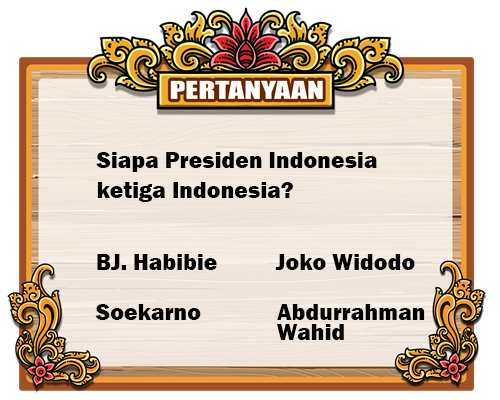 PERTANYAAN
Siapa Presiden Indonesia
ketiga Indonesia?
BJ. Habibie
Joko Widodo
Soekarno
Abdurrahman
Wahid